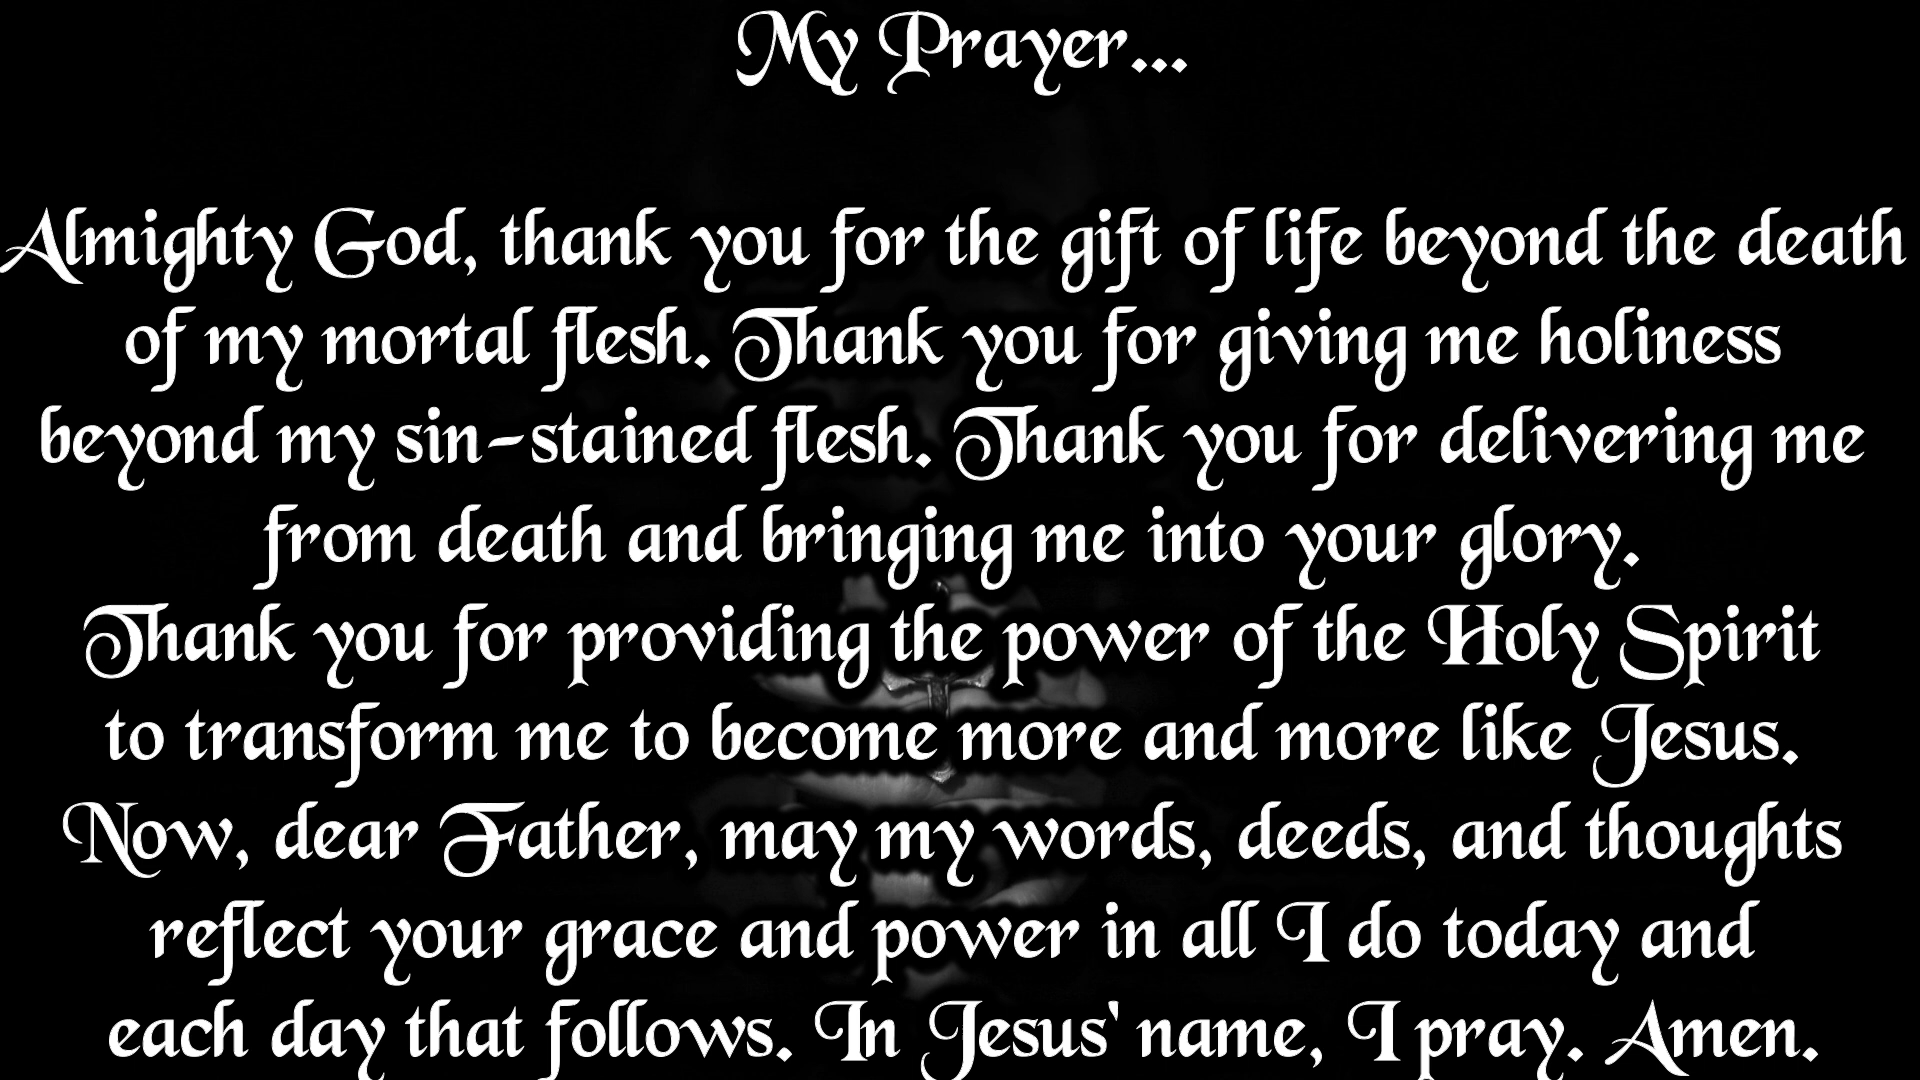 My Prayer...
Almighty God, thank you for the gift of life beyond the death
of my mortal flesh. Thank you for giving me holiness
beyond my sin-stained flesh. Thank you for delivering me
from death and bringing me into your glory.
Thank you for providing the power of the Holy Spirit
to transform me to become more and more like Jesus.
Now, dear Father, may my words, deeds, and thoughts
reflect your grace and power in all I do today and
each day that follows. In Jesus' name, I pray. Amen.